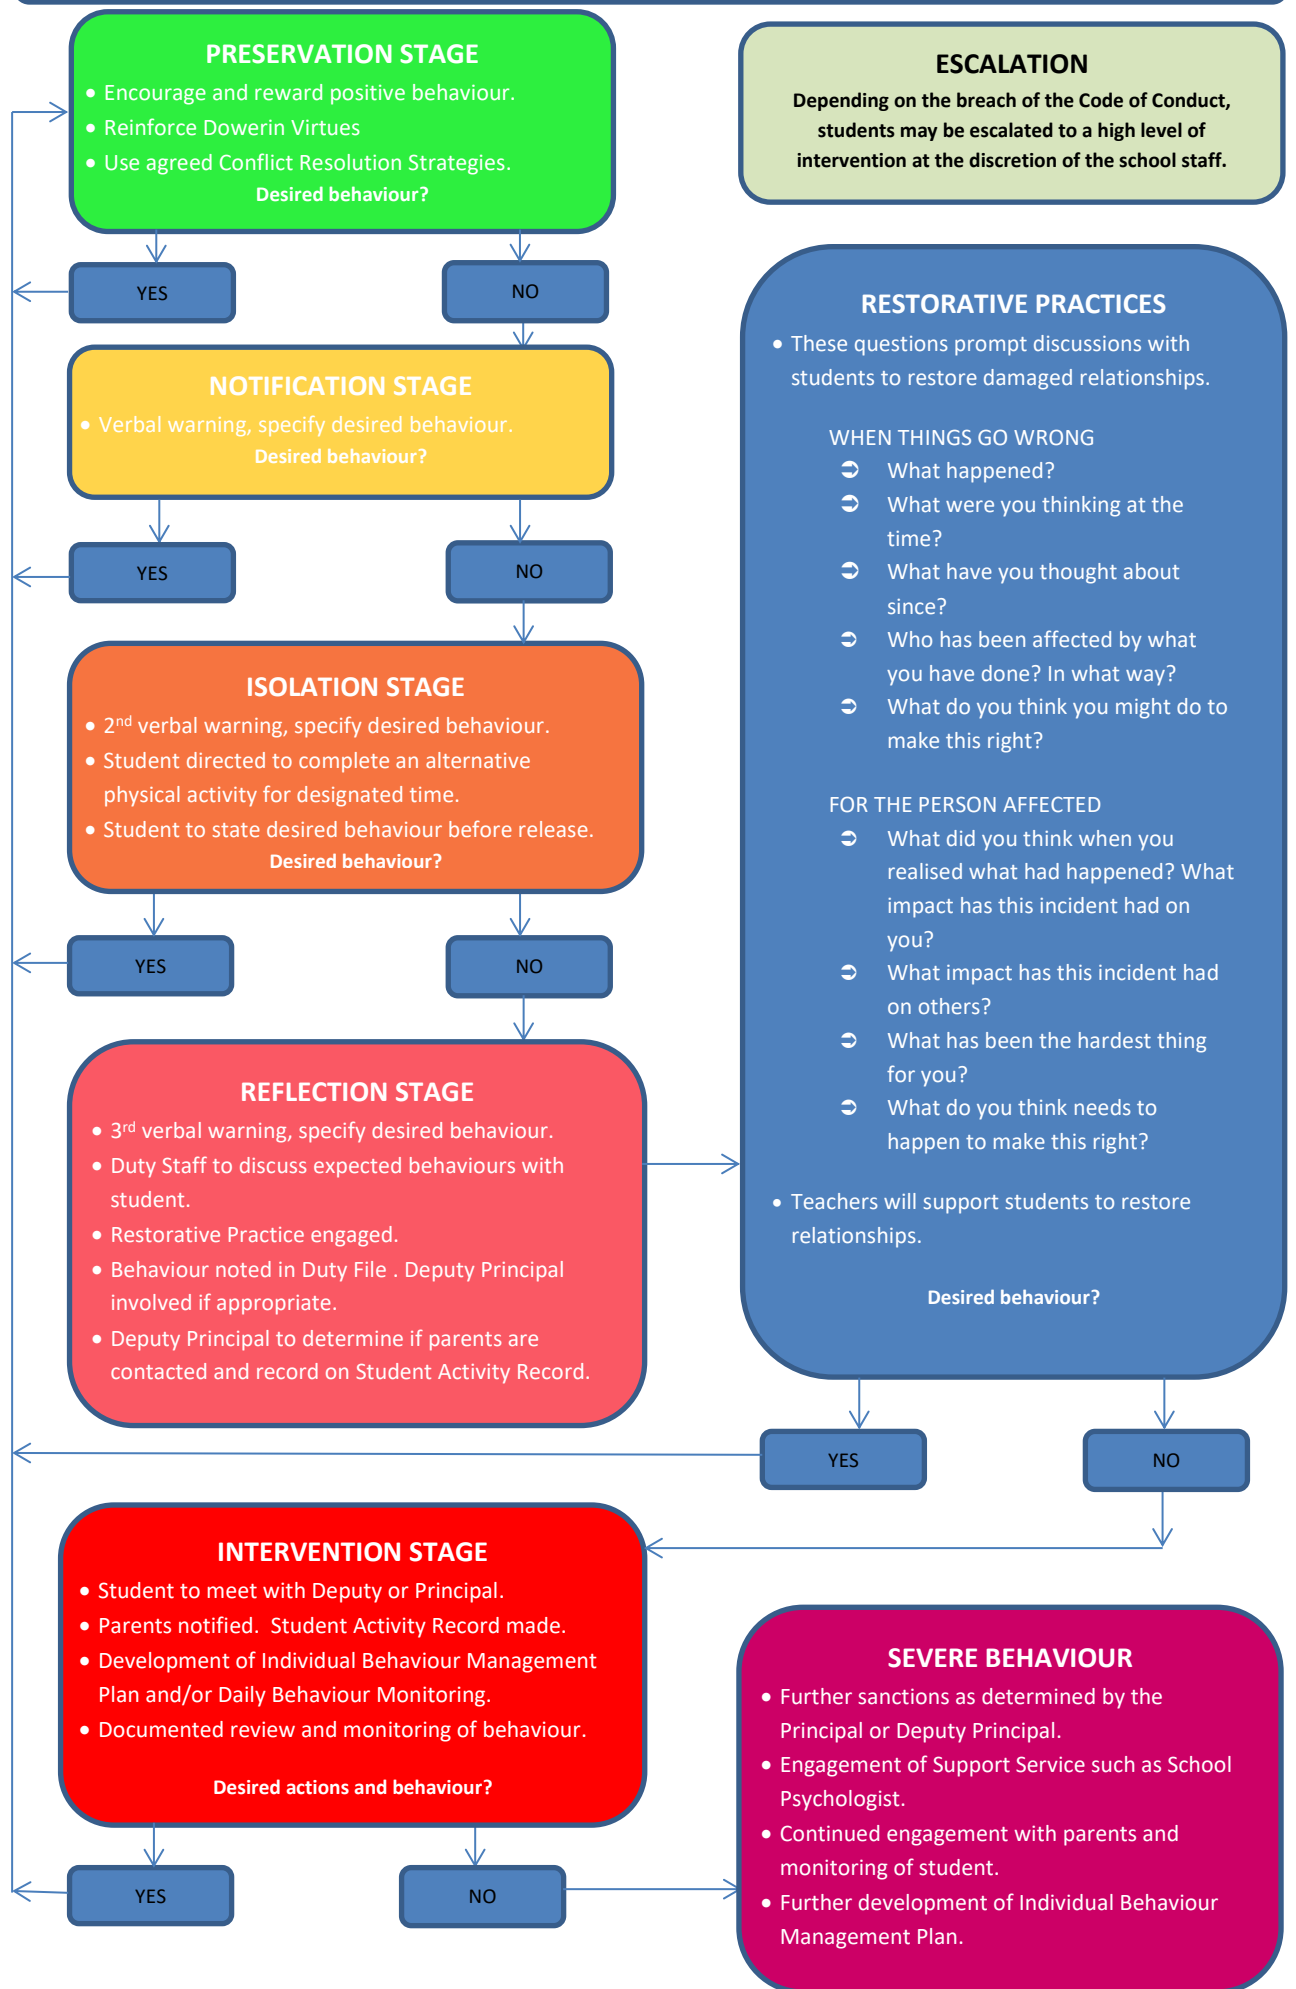 PRESERVATION STAGE
• Encourage and reward positive behaviour.
• Reinforce Dowerin Virtues
• Use agreed Conflict Resolution Strategies.
Desired behaviour?
YES
NO
NOTIFICATION STAGE
• Verbal warning, specify desired behaviour.
Desired behaviour?
YES
NO
ISOLATION STAGE
• 2nd verbal warning, specify desired behaviour.
• Student directed to complete an alternative
physical activity for designated time.
• Student to state desired behaviour before release.
Desired behaviour?
YES
NO
REFLECTION STAGE
• 3rd verbal warning, specify desired behaviour.
• Duty Staff to discuss expected behaviours with
student.
• Restorative Practice engaged.
• Behaviour noted in Duty File . Deputy Principal
involved if appropriate.
• Deputy Principal to determine if parents are
contacted and record on Student Activity Record.
ESCALATION
Depending on the breach of the Code of Conduct,
students may be escalated to a high level of
intervention at the discretion of the school staff.
RESTORATIVE PRACTICES
• These questions prompt discussions with
students to restore damaged relationships.
WHEN THINGS GO WRONG
➲ What happened?
➲ What were you thinking at the
time?
➲ What have you thought about
since?
➲ Who has been affected by what
you have done? In what way?
➲ What do you think you might do to
make this right?
FOR THE PERSON AFFECTED
➲ What did you think when you
realised what had happened? What
impact has this incident had on
you?
➲ What impact has this incident had
on others?
➲ What has been the hardest thing
for you?
➲ What do you think needs to
happen to make this right?
• Teachers will support students to restore
relationships.
Desired behaviour?
YES
NO
INTERVENTION STAGE
• Student to meet with Deputy or Principal.
• Parents notified. Student Activity Record made.
• Development of Individual Behaviour Management
Plan and/or Daily Behaviour Monitoring.
• Documented review and monitoring of behaviour.
Desired actions and behaviour?
YES
NO
SEVERE BEHAVIOUR
• Further sanctions as determined by the
Principal or Deputy Principal.
• Engagement of Support Service such as School
Psychologist.
• Continued engagement with parents and
monitoring of student.
• Further development of Individual Behaviour
Management Plan.